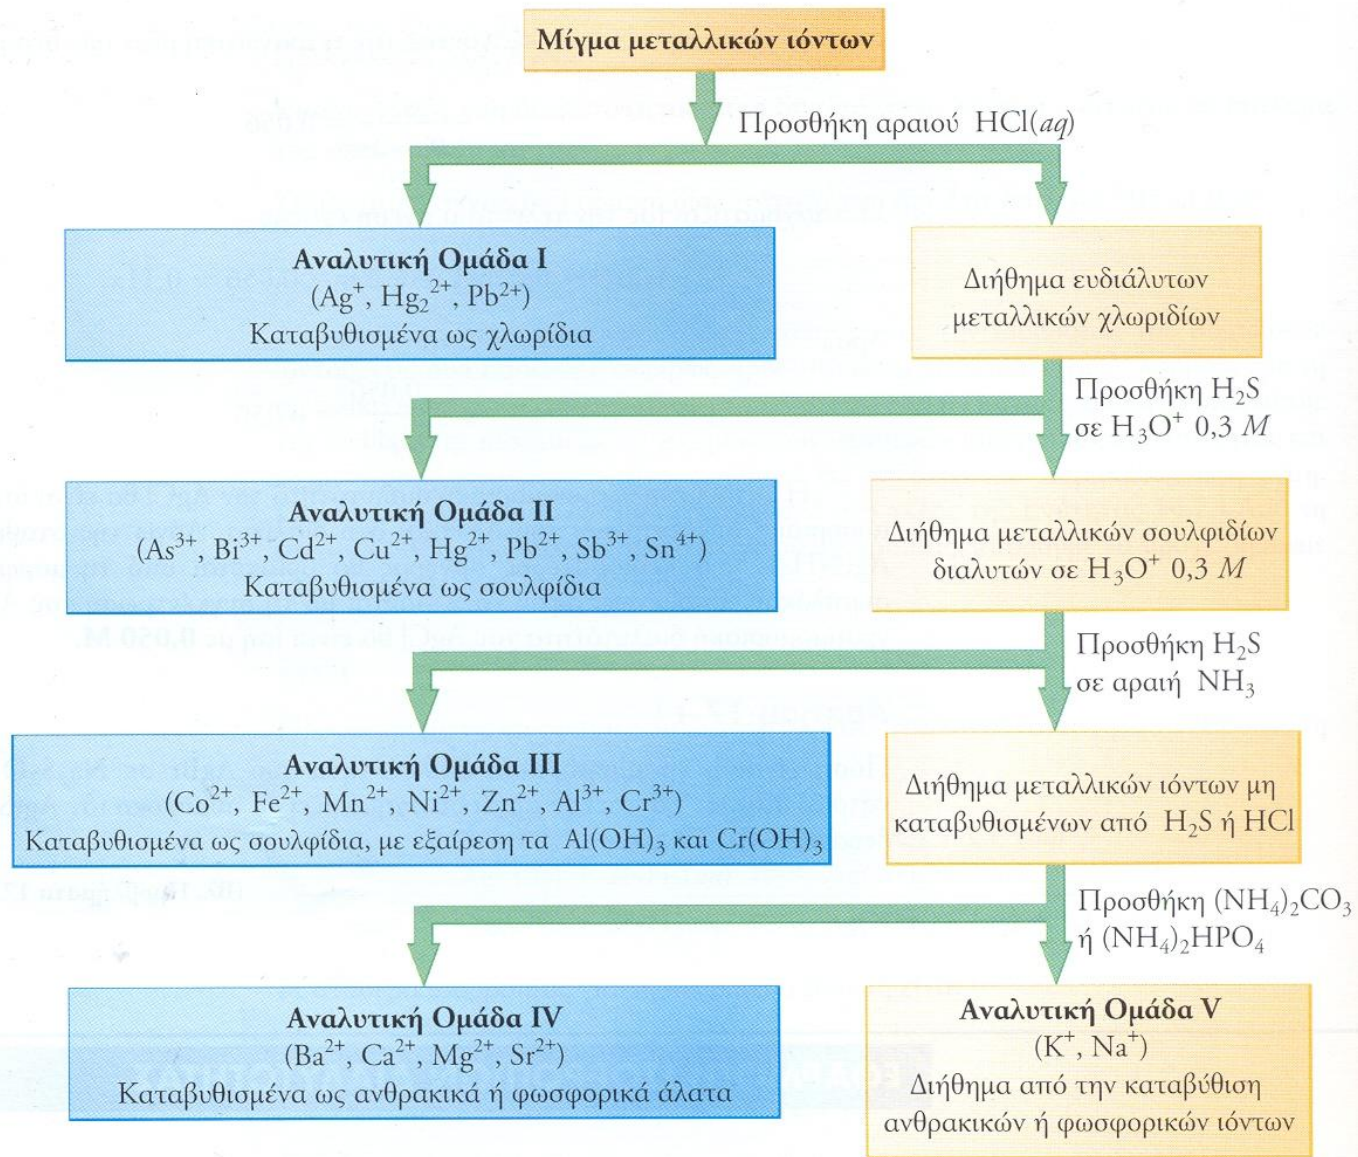 Μίγμα μεταλλικών ιόντων
Προσθήκη αραιού HCl(aq)
Αναλυτική Ομάδα I
(Ag⁺, Hg₂²⁺, Pb²⁺)
Καταβυθισμένα ως χλωρίδια
Διήθημα ευδιάλυτων
μεταλλικών χλωριδίων
Προσθήκη H₂S
σε H₃O⁺ 0,3 M
Αναλυτική Ομάδα II
(As³⁺, Bi³⁺, Cd²⁺, Cu²⁺, Hg²⁺, Pb²⁺, Sb³⁺, Sn⁴⁺)
Καταβυθισμένα ως σουλφίδια
Διήθημα μεταλλικών σουλφιδίων
διαλυτών σε H₃O⁺ 0,3 M
Προσθήκη H₂S
σε αραιή NH₃
Αναλυτική Ομάδα III
(Co²⁺, Fe²⁺, Mn²⁺, Ni²⁺, Zn²⁺, Al³⁺, Cr³⁺)
Καταβυθισμένα ως σουλφίδια, με εξαίρεση τα Al(OH)₃ και Cr(OH)₃
Διήθημα μεταλλικών ιόντων μη
καταβυθισμένων από H₂S ή HCl
Προσθήκη (NH₄)₂CO₃
ή (NH₄)₂HPO₄
Αναλυτική Ομάδα IV
(Ba²⁺, Ca²⁺, Mg²⁺, Sr²⁺)
Καταβυθισμένα ως ανθρακικά ή φωσφορικά άλατα
Αναλυτική Ομάδα V
(K⁺, Na⁺)
Διήθημα από την καταβύθιση
ανθρακικών ή φωσφορικών ιόντων